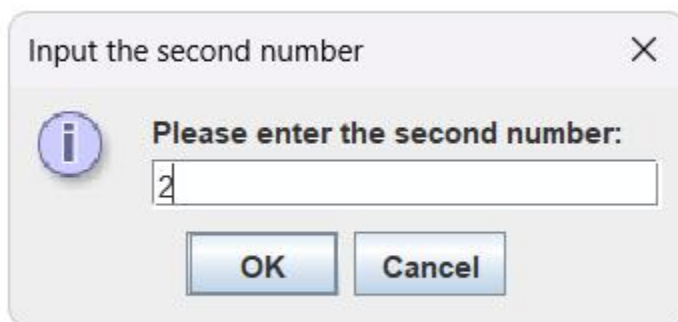 Input the second number
Please enter the second number:
2
OK Cancel